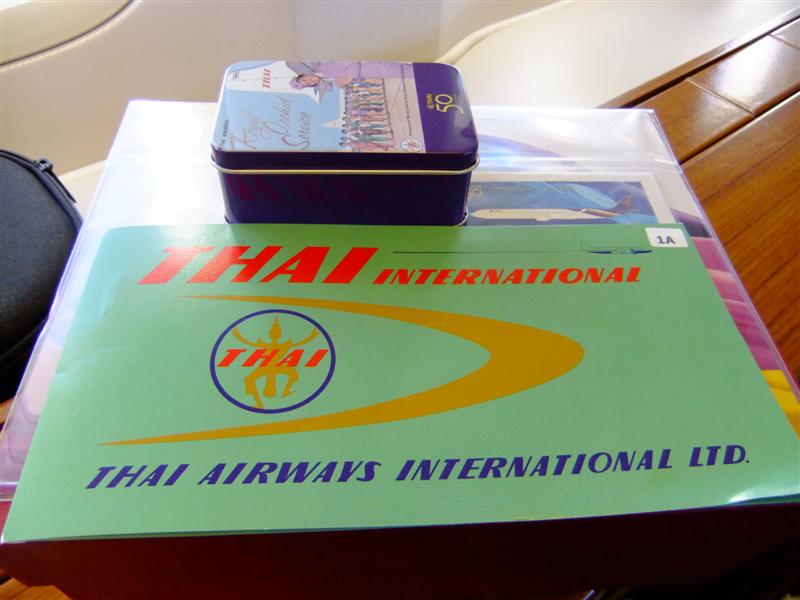 THAI
THAI
50
Royal
Orchid
Service
1A
THAI INTERNATIONAL
THAI
THAI AIRWAYS INTERNATIONAL LTD.